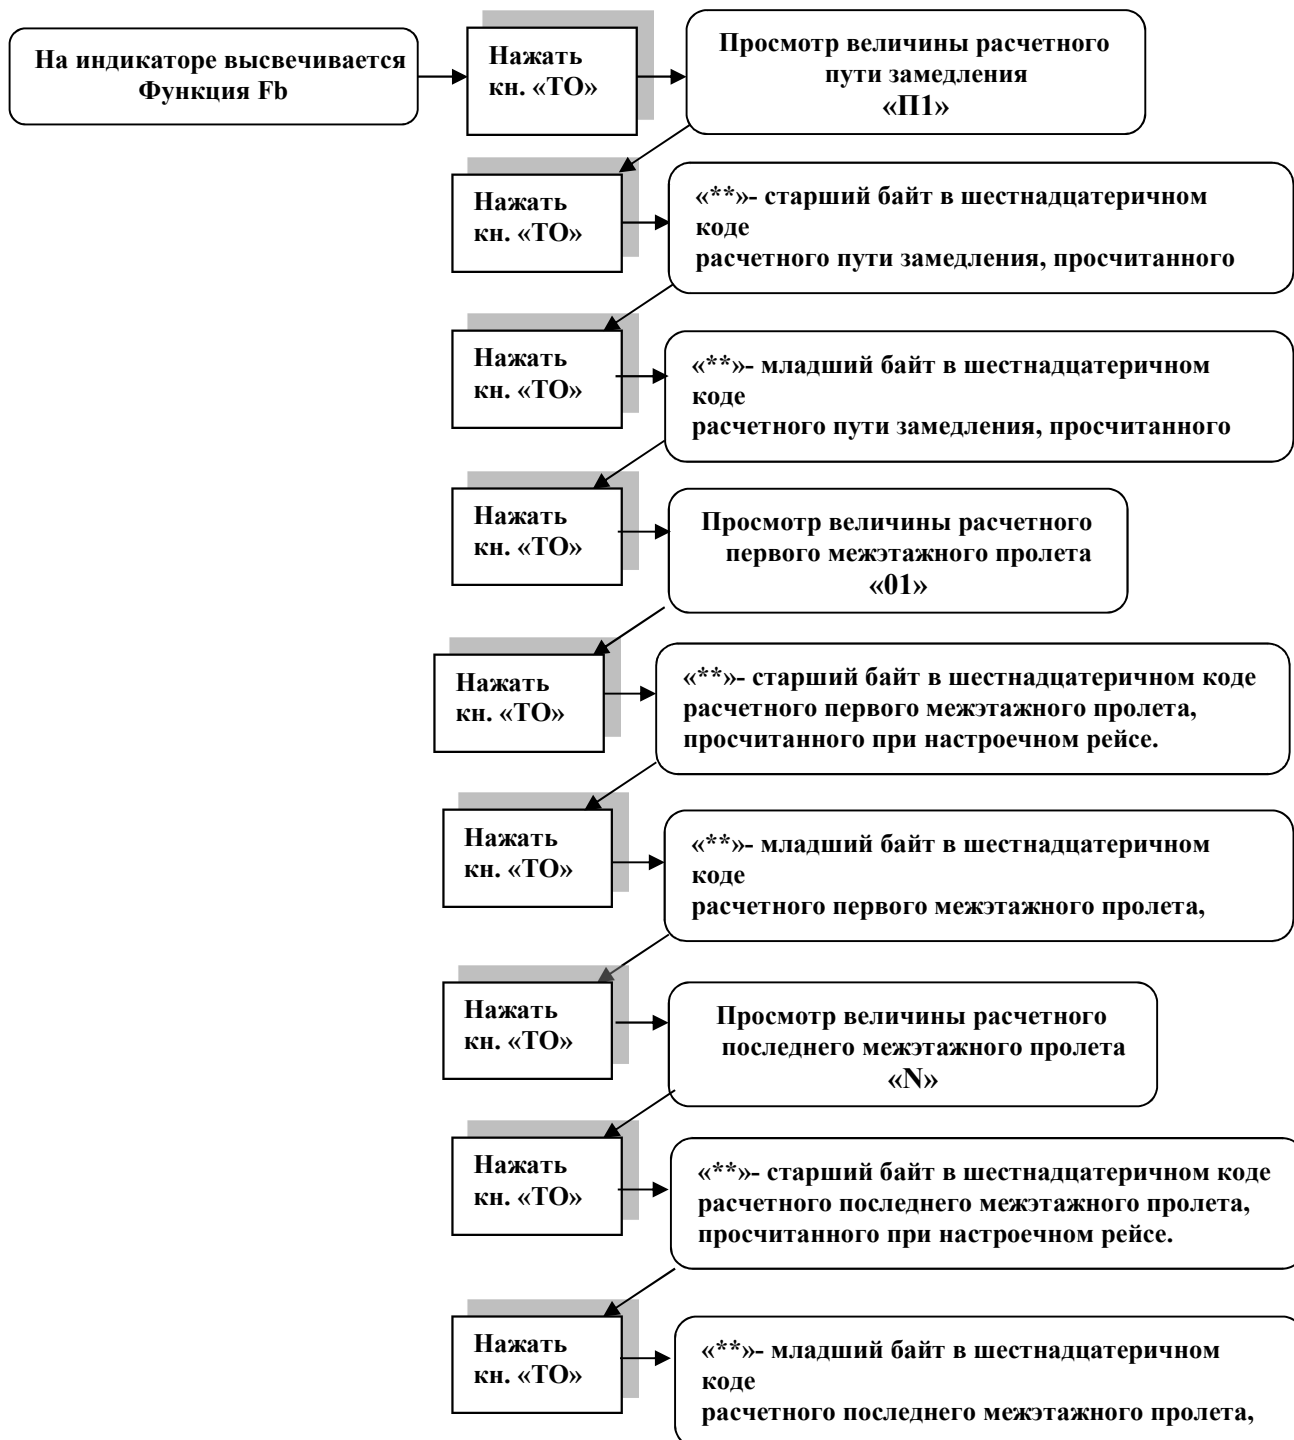 На индикаторе высвечивается
Функция Fb
Нажать
кн. «ТО»
Просмотр величины расчетного
пути замедления
«П1»
Нажать
кн. «ТО»
«**»- старший байт в шестнадцатеричном
коде
расчетного пути замедления, просчитанного
Нажать
кн. «ТО»
«**»- младший байт в шестнадцатеричном
коде
расчетного пути замедления, просчитанного
Нажать
кн. «ТО»
Просмотр величины расчетного
первого межэтажного пролета
«01»
Нажать
кн. «ТО»
«**»- старший байт в шестнадцатеричном коде
расчетного первого межэтажного пролета,
просчитанного при настроечном рейсе.
Нажать
кн. «ТО»
«**»- младший байт в шестнадцатеричном
коде
расчетного первого межэтажного пролета,
Нажать
кн. «ТО»
Просмотр величины расчетного
последнего межэтажного пролета
«N»
Нажать
кн. «ТО»
«**»- старший байт в шестнадцатеричном коде
расчетного последнего межэтажного пролета,
просчитанного при настроечном рейсе.
Нажать
кн. «ТО»
«**»- младший байт в шестнадцатеричном
коде
расчетного последнего межэтажного пролета,